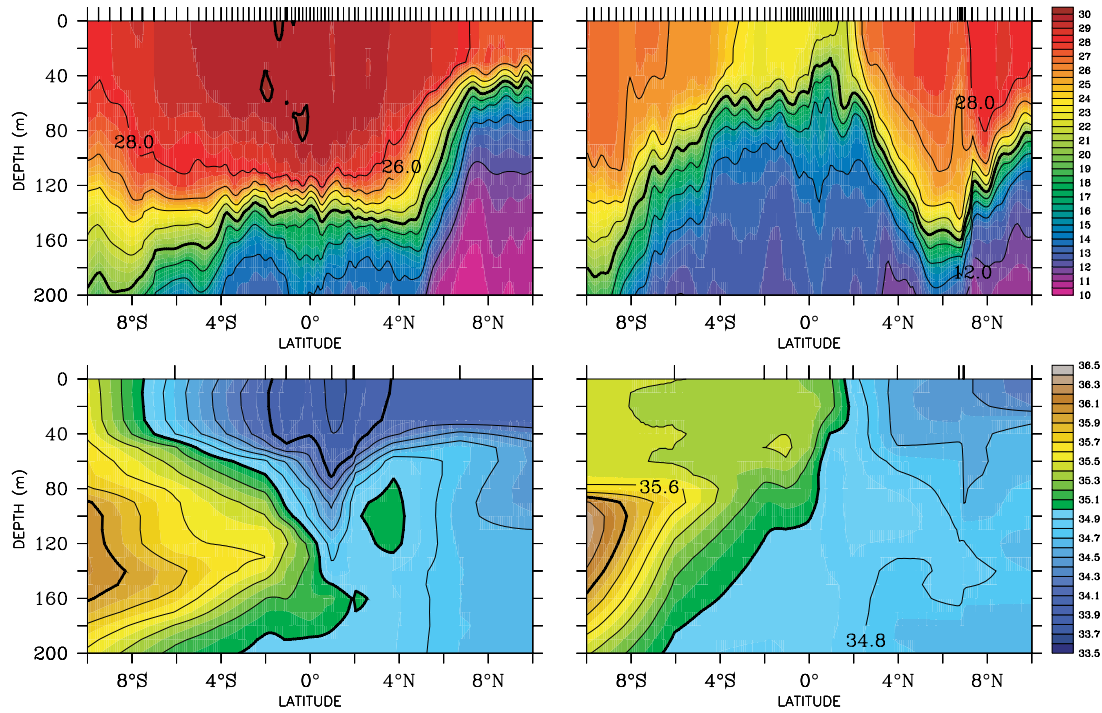 0
40
80
120
160
200
DEPTH (m)
28.0
26.0
8°S
4°S
0°
4°N
8°N
LATITUDE
28.0
12.0
8°S
4°S
0°
4°N
8°N
LATITUDE
30
29
28
27
26
25
24
23
22
21
20
19
18
17
16
15
14
13
12
11
10
0
40
80
120
160
200
DEPTH (m)
8°S
4°S
0°
4°N
8°N
LATITUDE
35.6
34.8
8°S
4°S
0°
4°N
8°N
LATITUDE
36.5
36.3
36.1
35.9
35.7
35.5
35.3
35.1
34.9
34.7
34.5
34.3
34.1
33.9
33.7
33.5